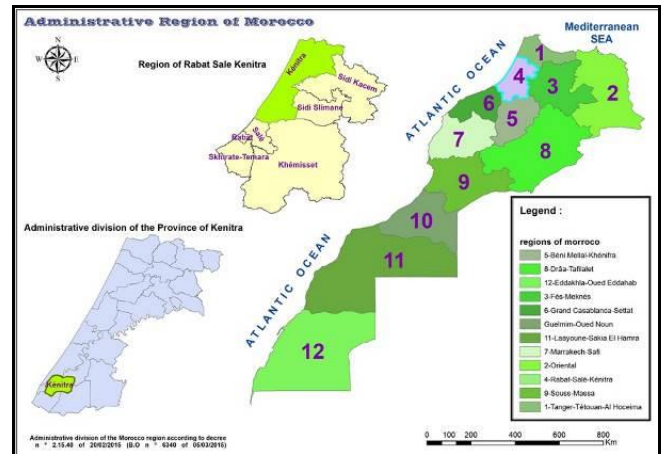 Administrative Region of Morocco
Mediterranean
SEA
N
W
E
S
Region of Rabat Sale Kenitra
Kénitra
Sidi Kacem
Sidi Slimane
Salé
Rabat
Skhirate-Temara
Khémisset
ATLANTIC OCEAN
1
2
3
4
5
6
7
8
9
10
11
12
ATLANTIC OCEAN
Administrative division of the Province of Kenitra
Kénitra
Legend :
regions of morroco
5-Béni Mellal-Khénifra
8-Drâa-Tafilalet
12-Eddakhla-Oued Eddahab
3-Fés-Meknés
6-Grand Casablanca-Settat
Guelmim-Oued Noun
11-Laayoune-Sakia El Hamra
7-Marrakech-Safi
2-Oriental
4-Rabat-Salé-Kénitra
9-Souss-Massa
1-Tanger-Tétouan-Al Hoceima
Administrative division of the Morocco region according to decree
n ° 2.15.40 of 20/02/2015 (B.O n ° 6340 of 05/03/2015)
0 100 200 400 600 800
Km